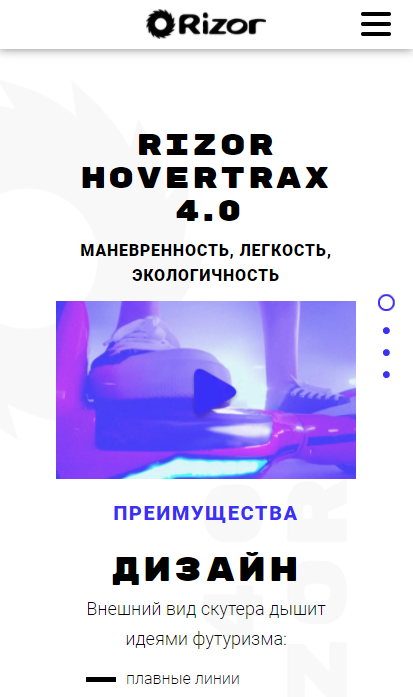 Rizor
RIZOR
HOVERTRAX
4.0
МАНЕВРЕННОСТЬ, ЛЕГКОСТЬ,
ЭКОЛОГИЧНОСТЬ
ПРЕИМУЩЕСТВА
ДИЗАЙН
Внешний вид скутера дышит
идеями футуризма:
плавные линии